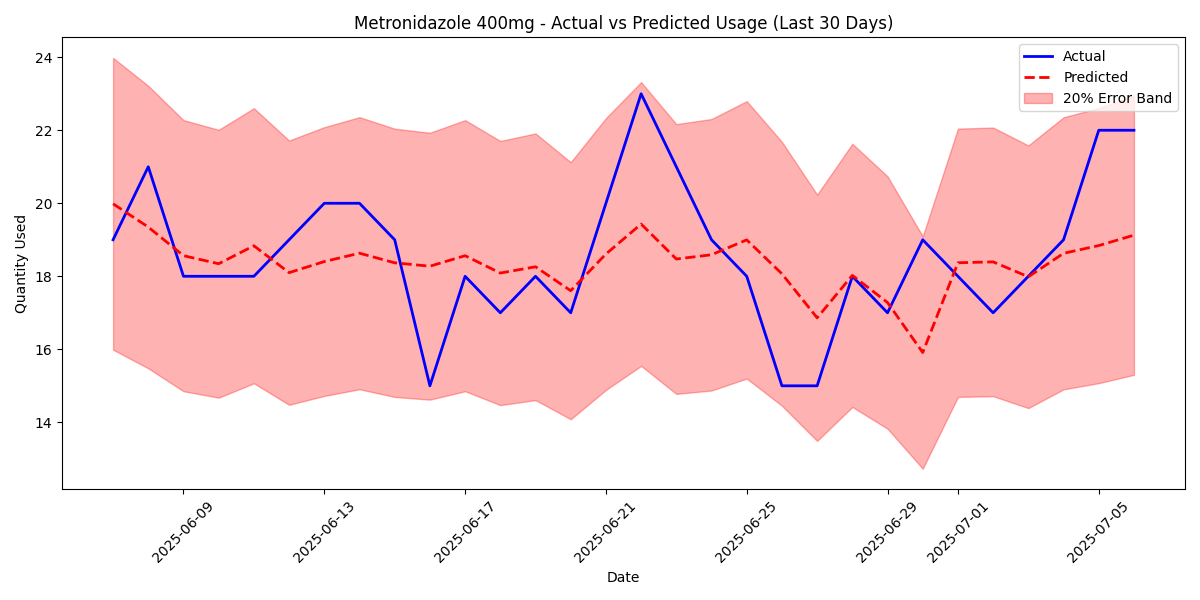 Metronidazole 400mg - Actual vs Predicted Usage (Last 30 Days)
Actual
Predicted
20% Error Band
24
22
20
18
16
14
Quantity Used
2025-06-09
2025-06-13
2025-06-17
2025-06-21
2025-06-25
2025-06-29
2025-07-01
2025-07-05
Date